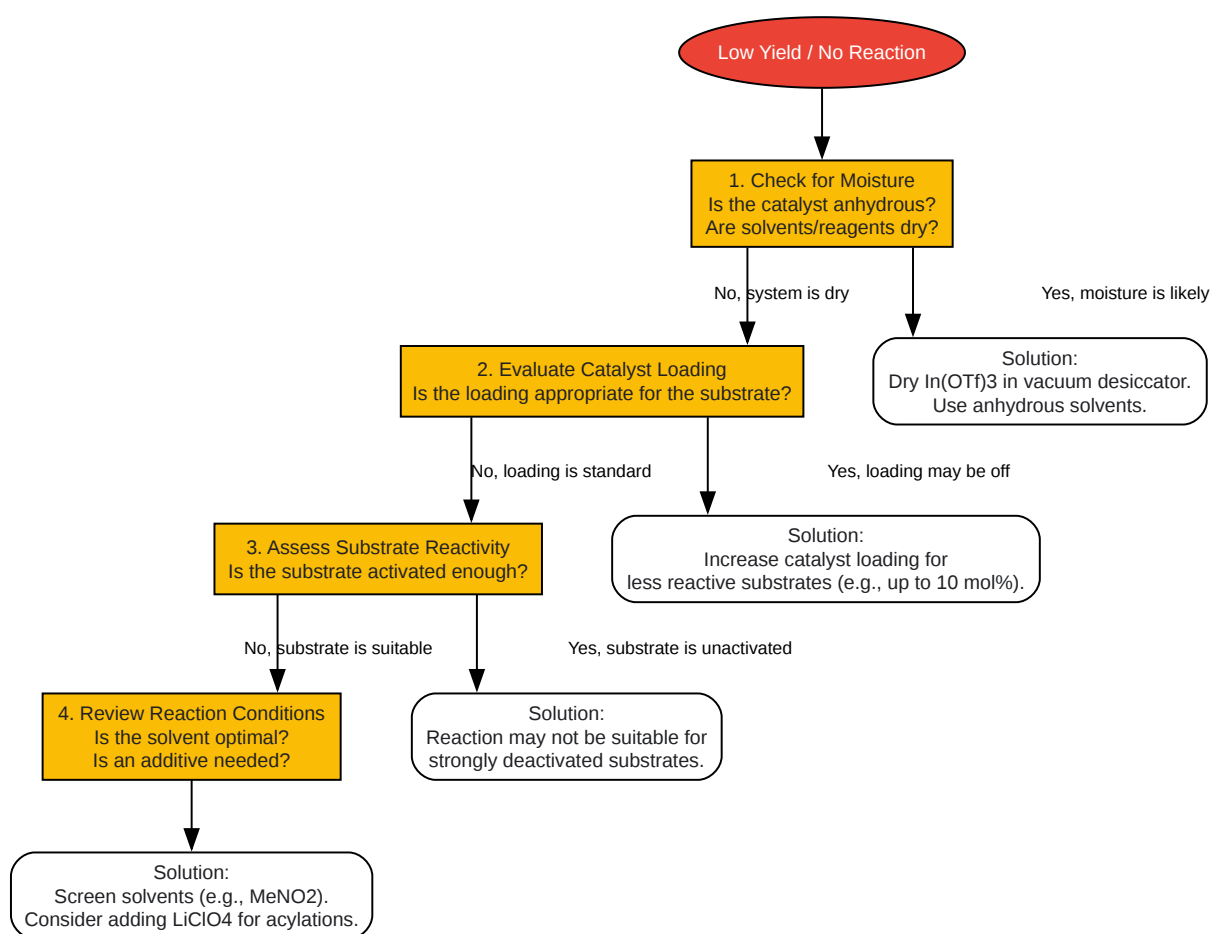 Low Yield / No Reaction
1. Check for Moisture
Is the catalyst anhydrous?
Are solvents/reagents dry?
No, system is dry
Yes, moisture is likely
Solution:
Dry In(OTf)3 in vacuum desiccator.
Use anhydrous solvents.
2. Evaluate Catalyst Loading
Is the loading appropriate for the substrate?
No, loading is standard
Yes, loading may be off
Solution:
Increase catalyst loading for
less reactive substrates (e.g., up to 10 mol%).
3. Assess Substrate Reactivity
Is the substrate activated enough?
No, substrate is suitable
Yes, substrate is unactivated
Solution:
Reaction may not be suitable for
strongly deactivated substrates.
4. Review Reaction Conditions
Is the solvent optimal?
Is an additive needed?
Solution:
Screen solvents (e.g., MeNO2).
Consider adding LiClO4 for acylations.